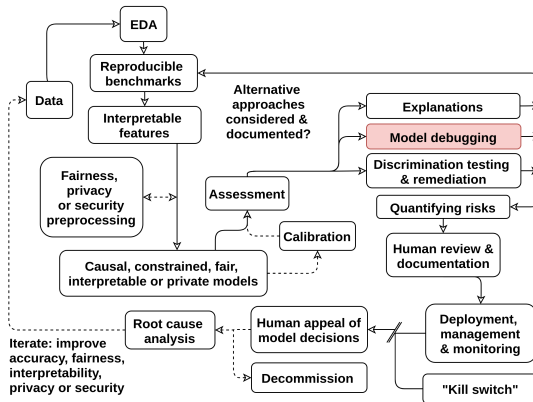 EDA
Reproducible
benchmarks
Data
Interpretable
features
Alternative
approaches
considered &
documented?
Explanations
Model debugging
Discrimination testing
& remediation
Fairness,
privacy
or security
preprocessing
Assessment
Quantifying risks
Calibration
Human review &
documentation
Causal, constrained, fair,
interpretable or private models
Deployment,
management
& monitoring
Human appeal of
model decisions
Root cause
analysis
Iterate: improve
accuracy, fairness,
interpretability,
privacy or security
Decommission
"Kill switch"